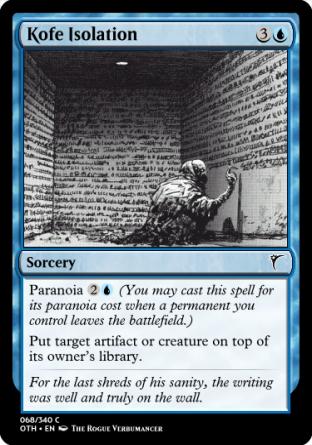 Kofe Isolation 3
Sorcery
Paranoia 2 (You may cast this spell for
its paranoia cost when a permanent you
control leaves the battlefield.)
Put target artifact or creature on top of
its owner's library.
For the last shreds of his sanity, the writing
was well and truly on the wall.
068/340 C
OTH • EN THE ROGUE VERBUMANCER